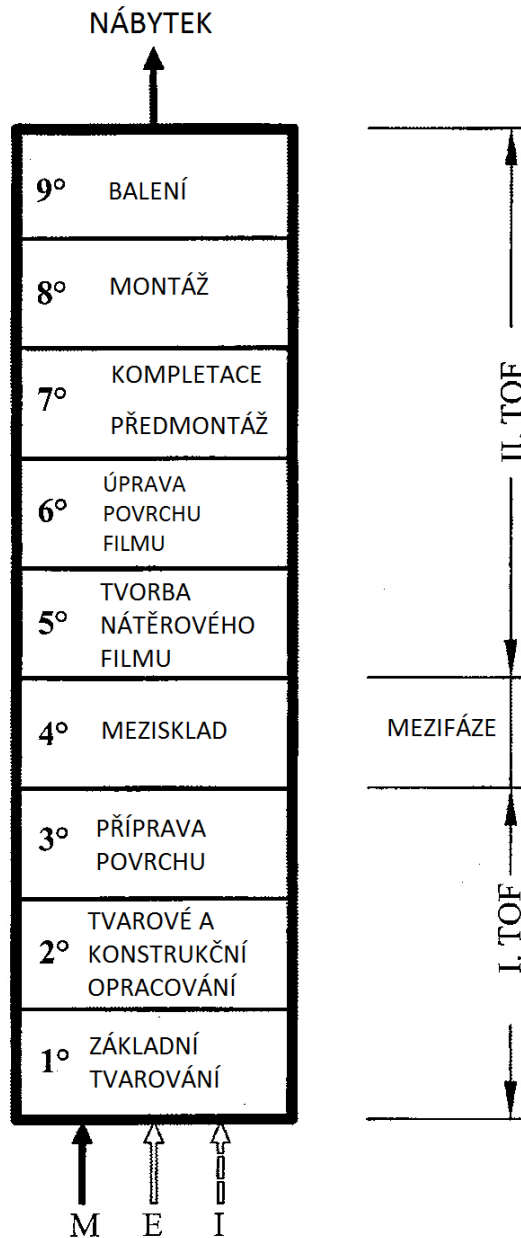 NÁBYTEK
9° BALENÍ
8° MONTÁŽ
7° KOMPLETACE
PŘEDMONTÁŽ
6° ÚPRAVA
POVRCHU
FILMU
5° TVORBA
NÁTĚROVÉHO
FILMU
4° MEZISKLAD
3° PŘÍPRAVA
POVRCHU
2° TVAROVÉ A
KONSTRUKČNÍ
OPRACOVÁNÍ
1° ZÁKLADNÍ
TVAROVÁNÍ
M E I
II. TOF
MEZIFÁZE
I. TOF